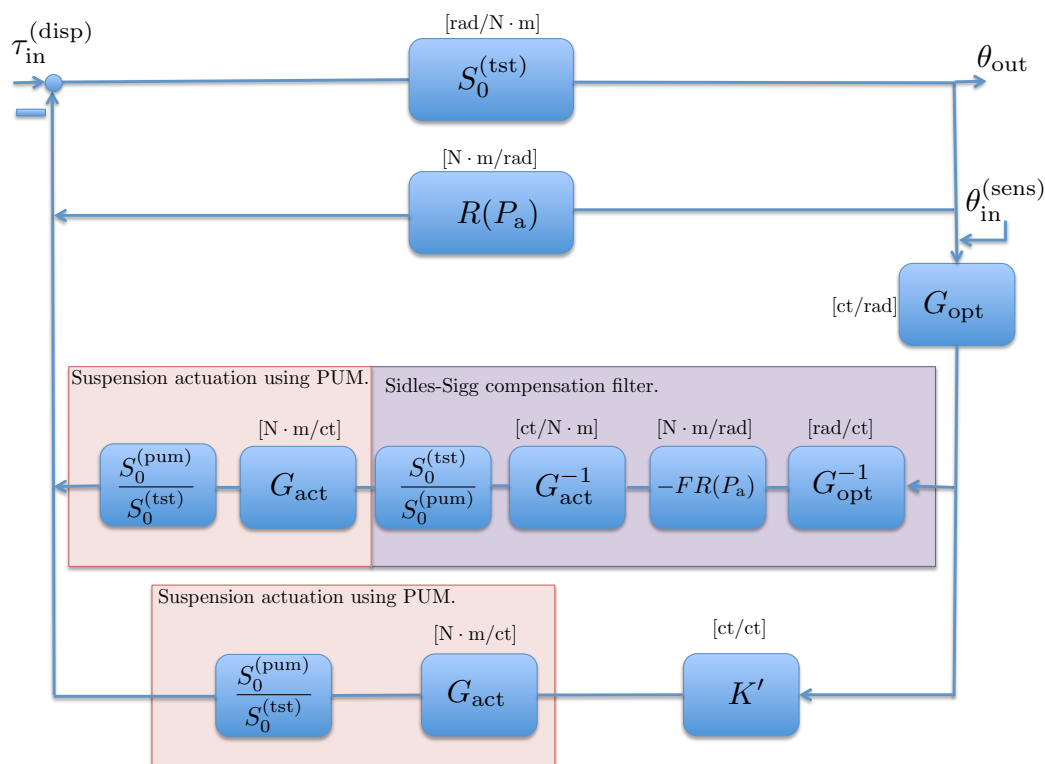 [rad/N · m]
τ_in^(disp)
S_0^(tst)
θ_out
[N · m/rad]
R(P_a)
θ_in^(sens)
[ct/rad]
G_opt
Suspension actuation using PUM.
Sidles-Sigg compensation filter.
[N · m/ct]
[ct/N · m]
[N · m/rad]
[rad/ct]
S_0^(pum) / S_0^(tst)
G_act
S_0^(tst) / S_0^(pum)
G_act^−1
−FR(P_a)
G_opt^−1
Suspension actuation using PUM.
[N · m/ct]
[ct/ct]
S_0^(pum) / S_0^(tst)
G_act
K′